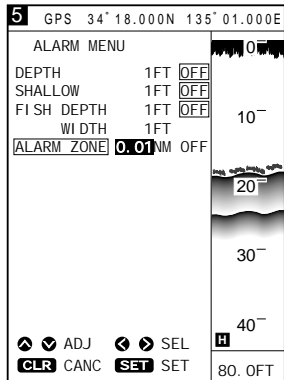 5 GPS 34°18.000N 135°01.000E
ALARM MENU
DEPTH 1FT OFF
SHALLOW 1FT OFF
FISH DEPTH 1FT OFF
WIDTH 1FT
ALARM ZONE 0.01NM OFF
ADJ SEL
CLR CANC SET SET
0
10
20
30
40
H
80.0FT